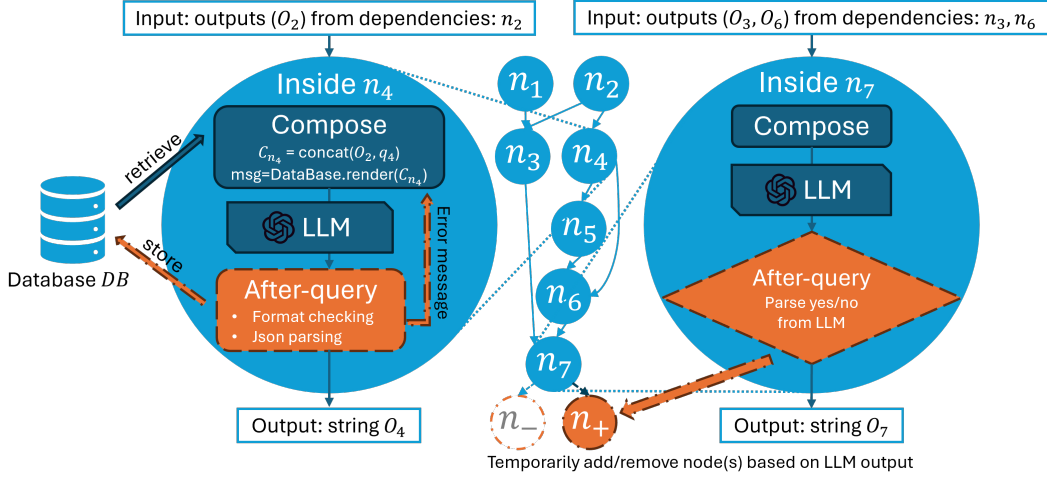 Input: outputs (𝑂₂) from dependencies: 𝑛₂
Inside 𝑛₄
Compose
𝐶ₙ₄ = concat(𝑂₂, 𝑞₄)
msg=DataBase.render(𝐶ₙ₄)
LLM
After-query
• Format checking
• Json parsing
Error message
retrieve
store
Database 𝐷𝐵
Output: string 𝑂₄
𝑛₁
𝑛₂
𝑛₃
𝑛₄
𝑛₅
𝑛₆
𝑛₇
𝑛₋
𝑛₊
Temporarily add/remove node(s) based on LLM output
Input: outputs (𝑂₃, 𝑂₆) from dependencies: 𝑛₃, 𝑛₆
Inside 𝑛₇
Compose
LLM
After-query
Parse yes/no
from LLM
Output: string 𝑂₇